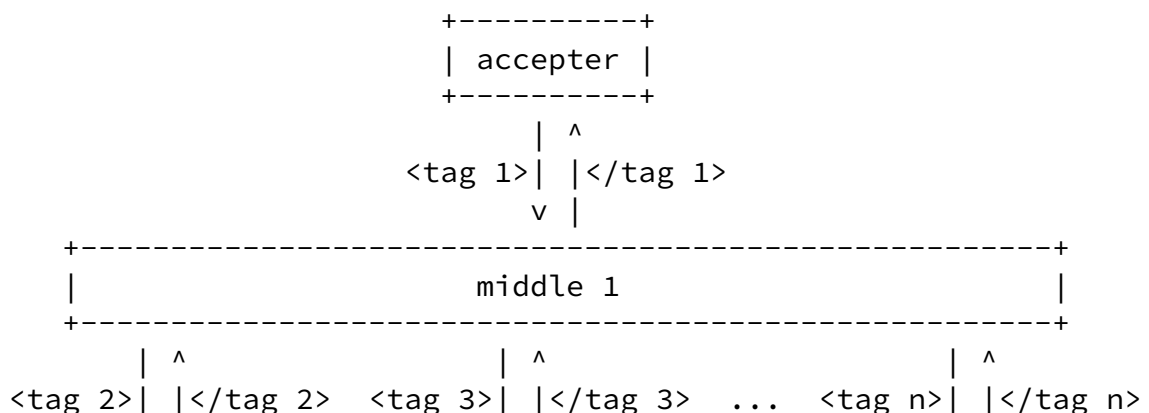 +----------+
| accepter |
+----------+
| ^
<tag 1>| |</tag 1>
v |
+------------------------------------------------------+
| middle 1 |
+------------------------------------------------------+
| ^ | ^ | ^
<tag 2>| |</tag 2> <tag 3>| |</tag 3> ... <tag n>| |</tag n>